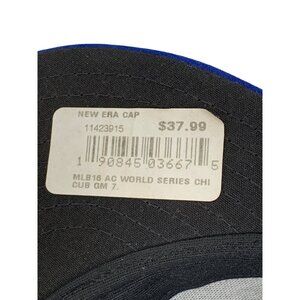 NEW ERA CAP
11423915 $37.99
1 90845 03667 5
MLB16 AC WORLD SERIES CHI
CUB GM 7.